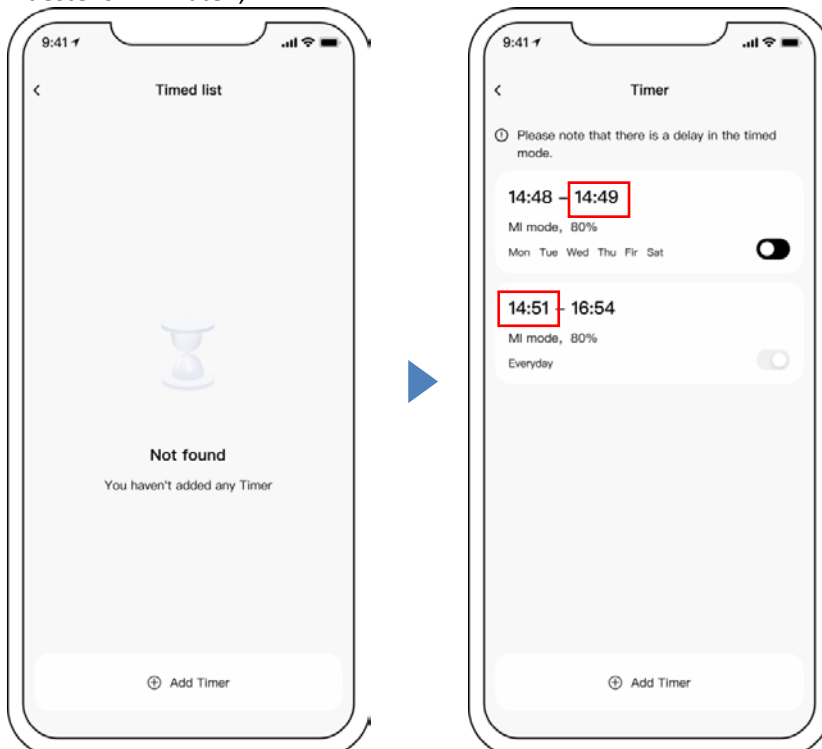 9:41
Timed list
Not found
You haven't added any Timer
Add Timer
9:41
Timer
Please note that there is a delay in the timed
mode.
14:48 – 14:49
MI mode, 80%
Mon Tue Wed Thu Fir Sat
14:51 – 16:54
MI mode, 80%
Everyday
Add Timer